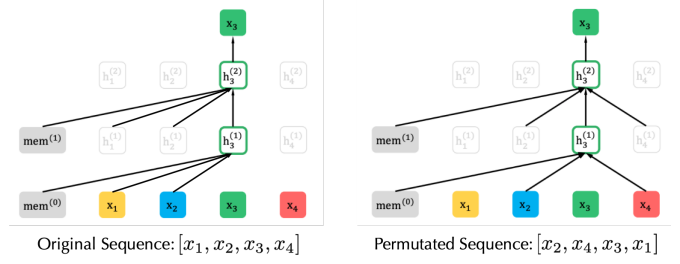 x₃ x₃
h₁⁽²⁾ h₂⁽²⁾ h₃⁽²⁾ h₄⁽²⁾ h₁⁽²⁾ h₂⁽²⁾ h₃⁽²⁾ h₄⁽²⁾
mem⁽¹⁾ h₁⁽¹⁾ h₂⁽¹⁾ h₃⁽¹⁾ h₄⁽¹⁾ mem⁽¹⁾ h₁⁽¹⁾ h₂⁽¹⁾ h₃⁽¹⁾ h₄⁽¹⁾
mem⁽⁰⁾ x₁ x₂ x₃ x₄ mem⁽⁰⁾ x₁ x₂ x₃ x₄
Original Sequence: [x₁, x₂, x₃, x₄] Permutated Sequence: [x₂, x₄, x₃, x₁]